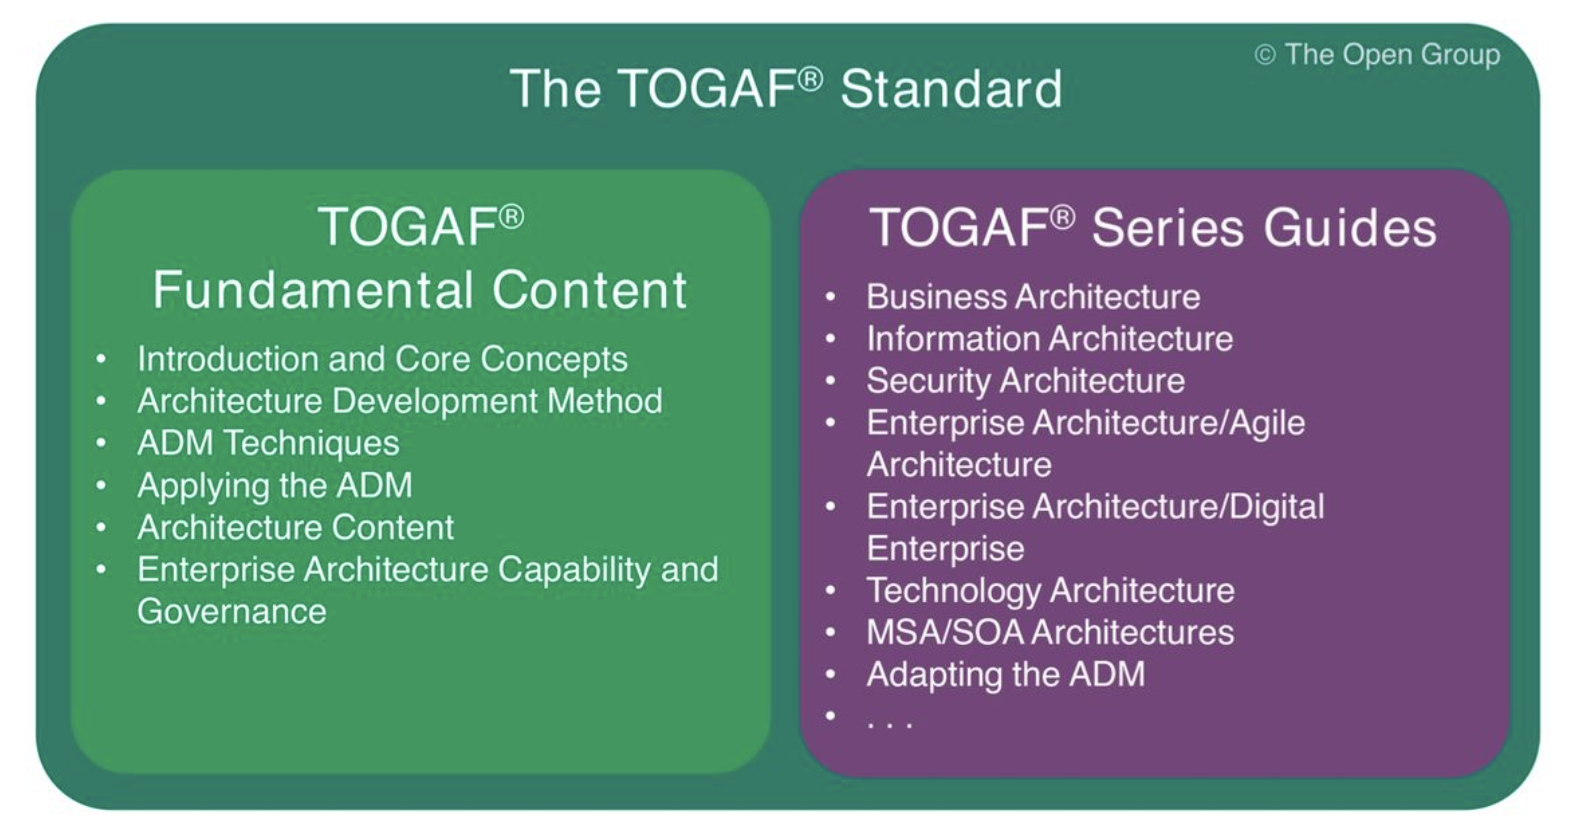 © The Open Group
The TOGAF® Standard
TOGAF®
Fundamental Content
• Introduction and Core Concepts
• Architecture Development Method
• ADM Techniques
• Applying the ADM
• Architecture Content
• Enterprise Architecture Capability and
Governance
TOGAF® Series Guides
• Business Architecture
• Information Architecture
• Security Architecture
• Enterprise Architecture/Agile
Architecture
• Enterprise Architecture/Digital
Enterprise
• Technology Architecture
• MSA/SOA Architectures
• Adapting the ADM
• . . .